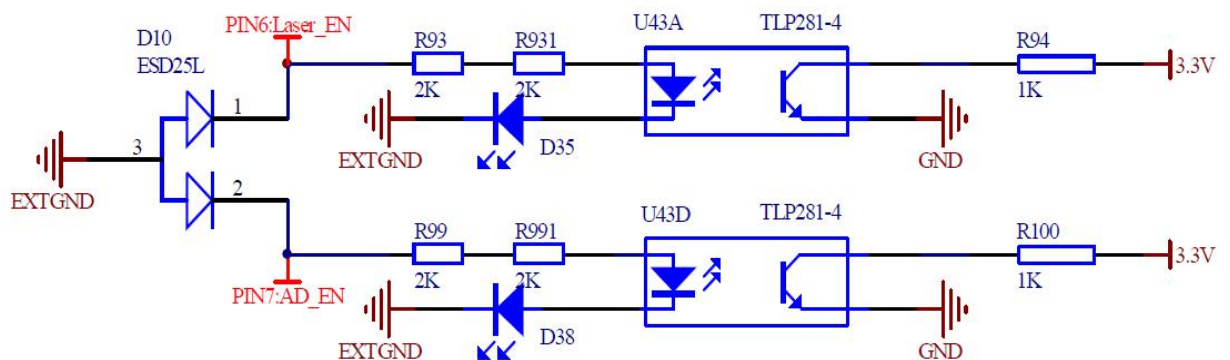 PIN6:Laser_EN
U43A
TLP281-4
D10
ESD25L
R93
R931
R94
3.3V
2K
2K
1K
1
D35
3
EXTGND
GND
EXTGND
2
U43D
TLP281-4
R99
R991
R100
3.3V
2K
2K
1K
PIN7:AD_EN
D38
EXTGND
GND